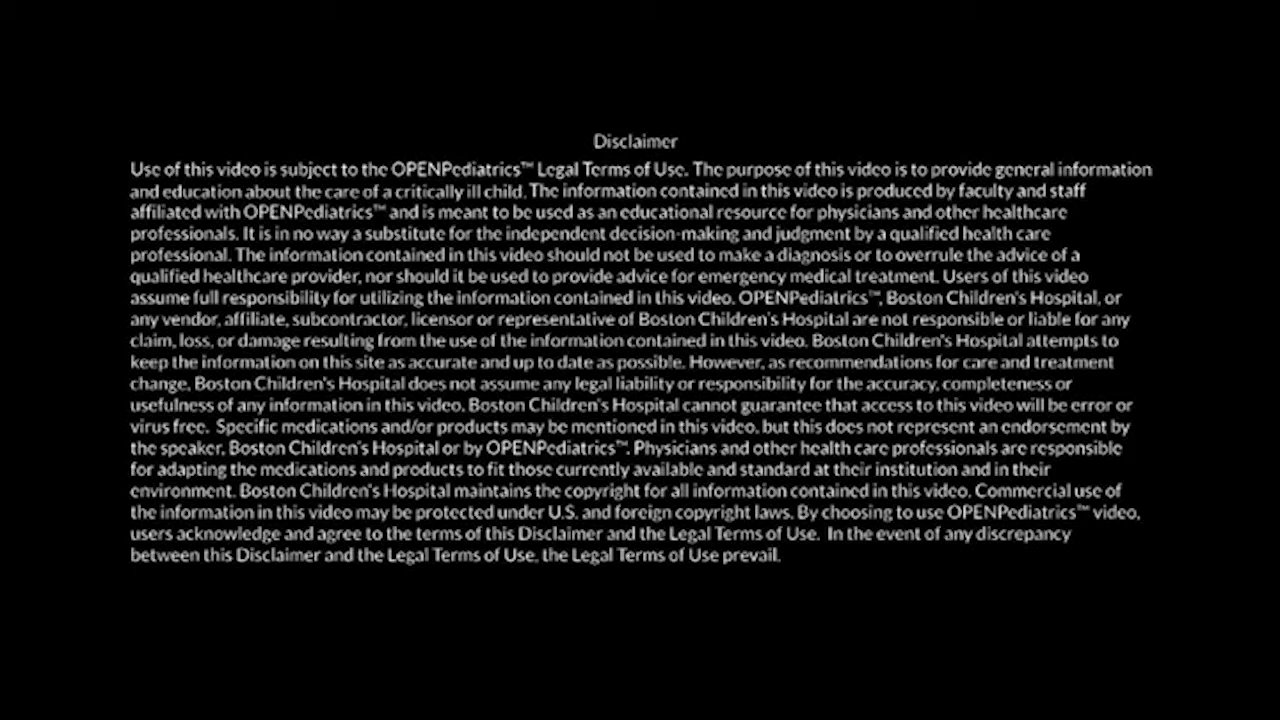 Disclaimer
Use of this video is subject to the OPENPediatrics™ Legal Terms of Use. The purpose of this video is to provide general information
and education about the care of a critically ill child. The information contained in this video is produced by faculty and staff
affiliated with OPENPediatrics™ and is meant to be used as an educational resource for physicians and other healthcare
professionals. It is in no way a substitute for the independent decision-making and judgment by a qualified health care
professional. The information contained in this video should not be used to make a diagnosis or to overrule the advice of a
qualified healthcare provider, nor should it be used to provide advice for emergency medical treatment. Users of this video
assume full responsibility for utilizing the information contained in this video. OPENPediatrics™, Boston Children's Hospital, or
any vendor, affiliate, subcontractor, licensor or representative of Boston Children's Hospital are not responsible or liable for any
claim, loss, or damage resulting from the use of the information contained in this video. Boston Children's Hospital attempts to
keep the information on this site as accurate and up to date as possible. However, as recommendations for care and treatment
change, Boston Children's Hospital does not assume any legal liability or responsibility for the accuracy, completeness or
usefulness of any information in this video. Boston Children's Hospital cannot guarantee that access to this video will be error or
virus free.  Specific medications and/or products may be mentioned in this video, but this does not represent an endorsement by
the speaker, Boston Children's Hospital or by OPENPediatrics™. Physicians and other health care professionals are responsible
for adapting the medications and products to fit those currently available and standard at their institution and in their
environment. Boston Children's Hospital maintains the copyright for all information contained in this video. Commercial use of
the information in this video may be protected under U.S. and foreign copyright laws. By choosing to use OPENPediatrics™ video,
users acknowledge and agree to the terms of this Disclaimer and the Legal Terms of Use.  In the event of any discrepancy
between this Disclaimer and the Legal Terms of Use, the Legal Terms of Use prevail.